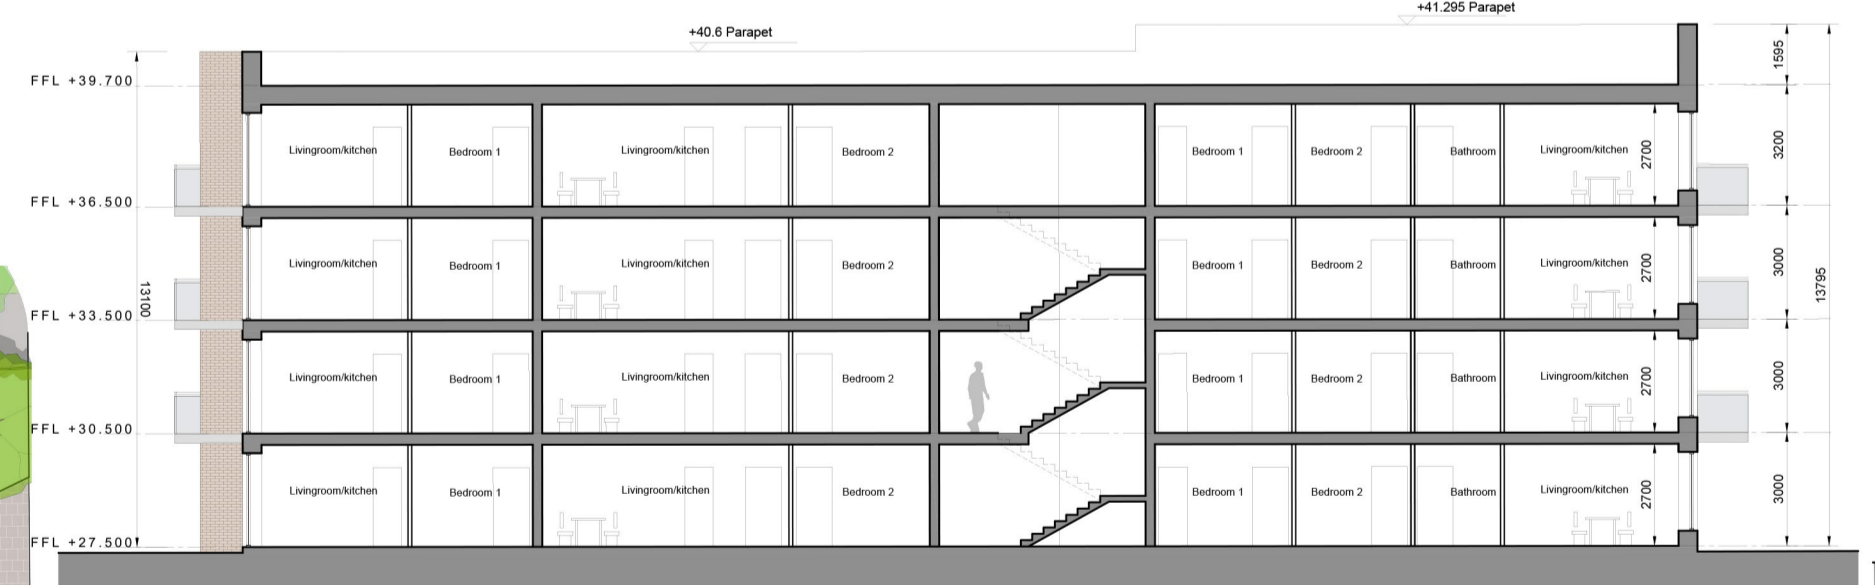 +41.295 Parapet
+40.6 Parapet
1595
FFL +39.700
Livingroom/kitchen Bedroom 1 Livingroom/kitchen Bedroom 2 Bedroom 1 Bedroom 2 Bathroom Livingroom/kitchen 2700 3200
FFL +36.500
Livingroom/kitchen Bedroom 1 Livingroom/kitchen Bedroom 2 Bedroom 1 Bedroom 2 Bathroom Livingroom/kitchen 2700 3000
13100 13795
FFL +33.500
Livingroom/kitchen Bedroom 1 Livingroom/kitchen Bedroom 2 Bedroom 1 Bedroom 2 Bathroom Livingroom/kitchen 2700 3000
FFL +30.500
Livingroom/kitchen Bedroom 1 Livingroom/kitchen Bedroom 2 Bedroom 1 Bedroom 2 Bathroom Livingroom/kitchen 2700 3000
FFL +27.500